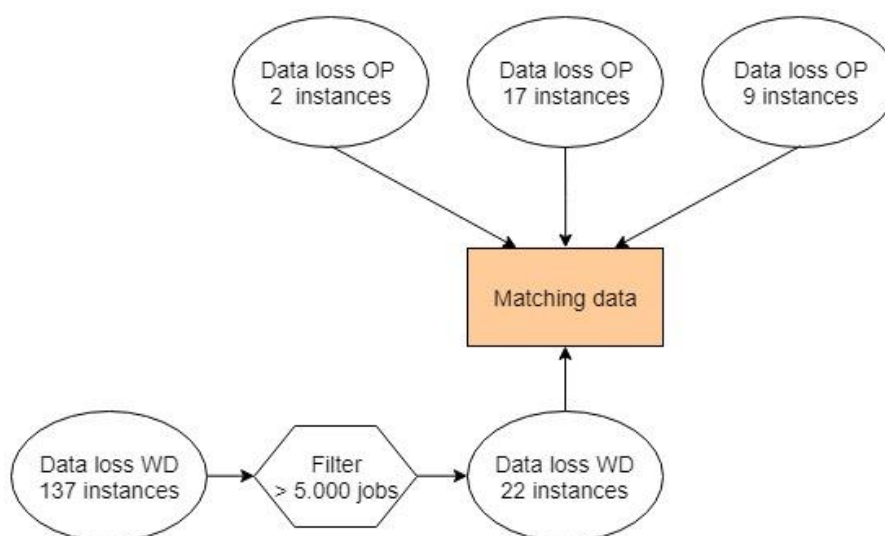 Data loss OP
2 instances
Data loss OP
17 instances
Data loss OP
9 instances
Matching data
Data loss WD
137 instances
Filter
> 5.000 jobs
Data loss WD
22 instances